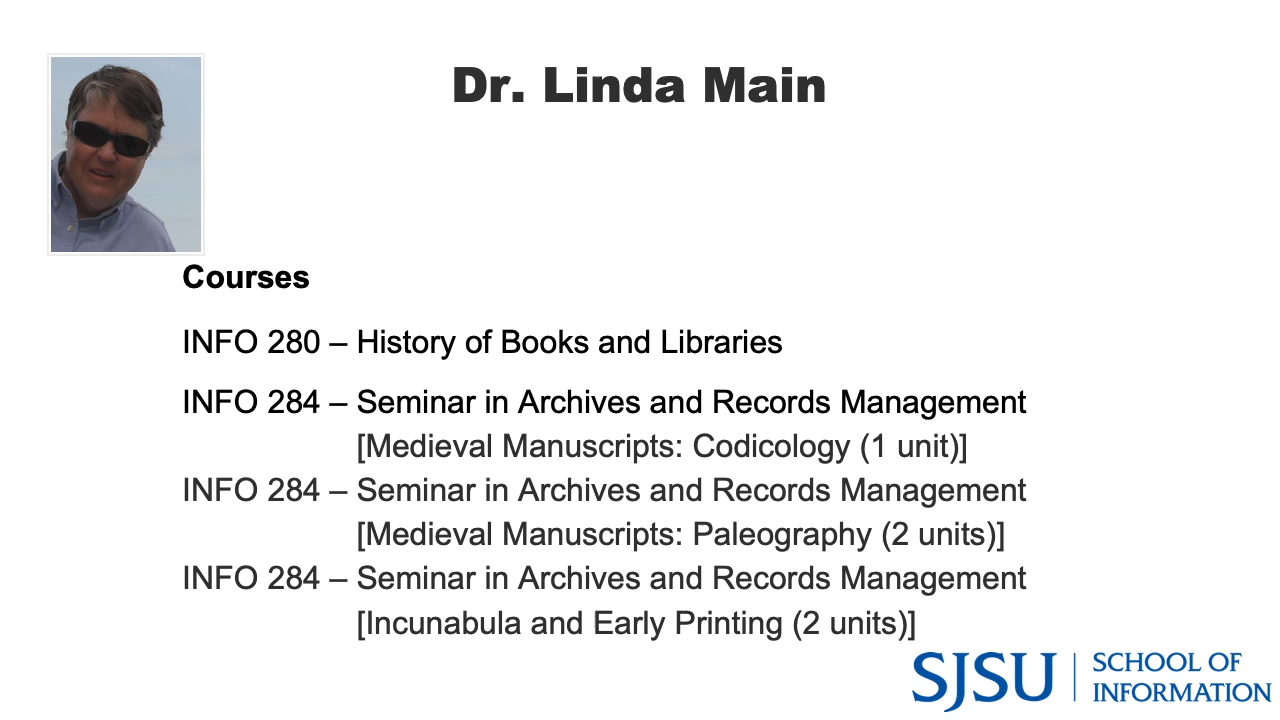 Dr. Linda Main
Courses
INFO 280 – History of Books and Libraries
INFO 284 – Seminar in Archives and Records Management
[Medieval Manuscripts: Codicology (1 unit)]
INFO 284 – Seminar in Archives and Records Management
[Medieval Manuscripts: Paleography (2 units)]
INFO 284 – Seminar in Archives and Records Management
[Incunabula and Early Printing (2 units)]
SJSU | SCHOOL OF
INFORMATION